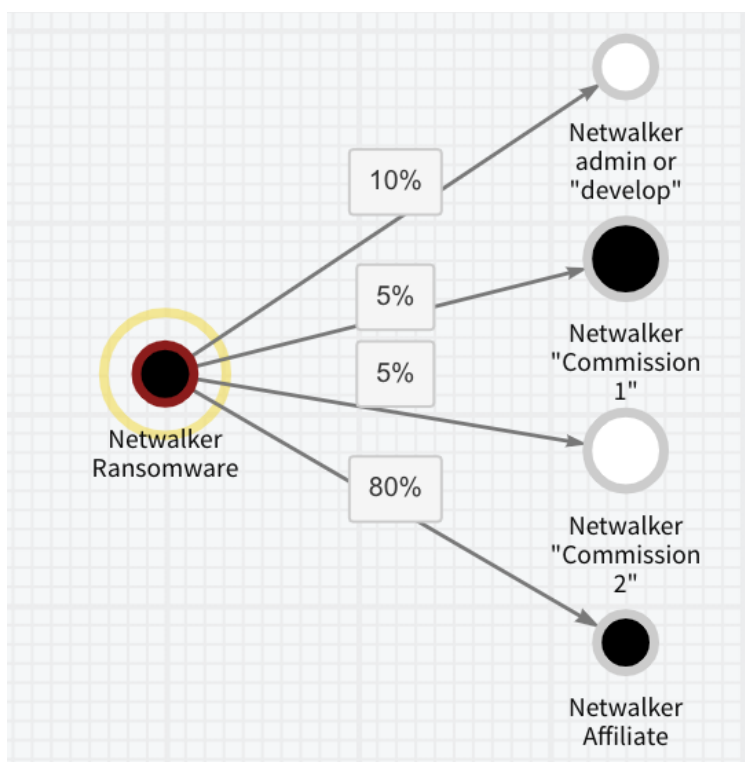 Netwalker
admin or
"develop"
10%
5%
Netwalker
"Commission
1"
5%
Netwalker
Ransomware
80%
Netwalker
"Commission
2"
Netwalker
Affiliate